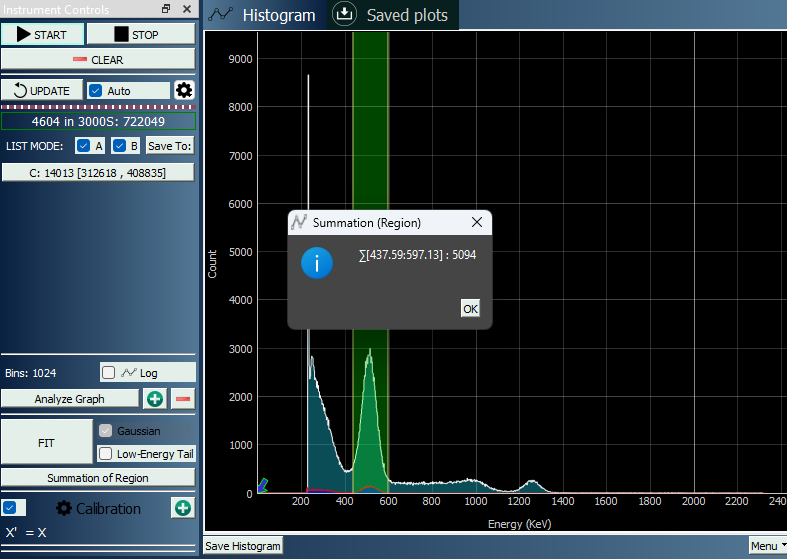 Instrument Controls
START
STOP
CLEAR
UPDATE
Auto
4604 in 3000S: 722049
LIST MODE:
A
B
Save To:
C: 14013 [312618 , 408835]
Bins: 1024
Log
Analyze Graph
FIT
Gaussian
Low-Energy Tail
Summation of Region
Calibration
X' = X
Histogram
Saved plots
9000
8000
7000
6000
5000
4000
3000
2000
1000
0
Count
200
400
600
800
1000
1200
1400
1600
1800
2000
2200
2400
Energy (KeV)
Summation (Region)
∑[437.59:597.13] : 5094
OK
Save Histogram
Menu